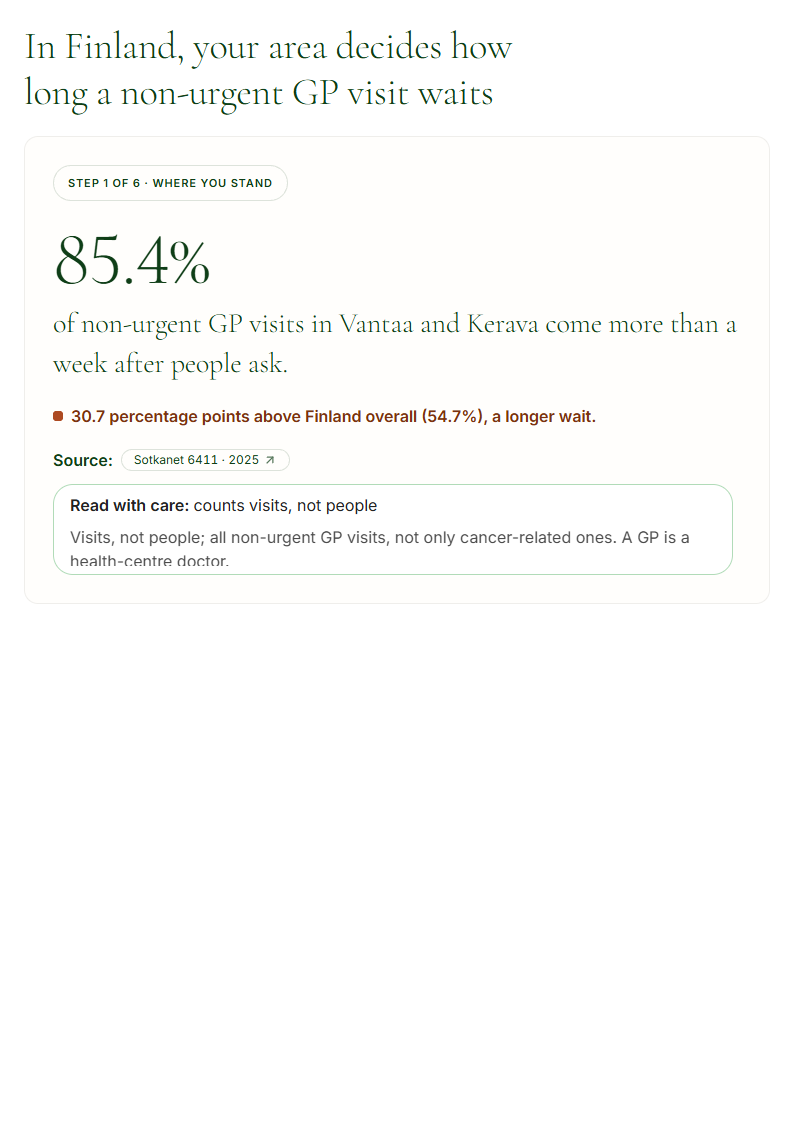 In Finland, your area decides how
long a non-urgent GP visit waits
STEP 1 OF 6 · WHERE YOU STAND
85.4%
of non-urgent GP visits in Vantaa and Kerava come more than a
week after people ask.
30.7 percentage points above Finland overall (54.7%), a longer wait.
Source: Sotkanet 6411 · 2025 ↗
Read with care: counts visits, not people
Visits, not people; all non-urgent GP visits, not only cancer-related ones. A GP is a
health-centre doctor.